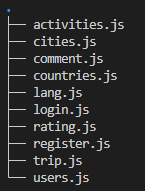 .
├── activities.js
├── cities.js
├── comment.js
├── countries.js
├── lang.js
├── login.js
├── rating.js
├── register.js
├── trip.js
└── users.js